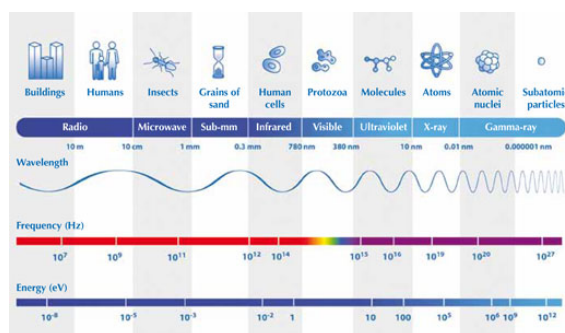 Buildings Humans Insects Grains of sand Human cells Protozoa Molecules Atoms Atomic nuclei Subatomic particles
Radio Microwave Sub-mm Infrared Visible Ultraviolet X-ray Gamma-ray
10 m 10 cm 1 mm 0.3 mm 780 nm 380 nm 10 nm 0.01 nm 0.000001 nm
Wavelength
Frequency (Hz)
10⁷ 10⁹ 10¹¹ 10¹² 10¹⁴ 10¹⁵ 10¹⁶ 10¹⁹ 10²⁰ 10²⁷
Energy (eV)
10⁻⁸ 10⁻⁵ 10⁻³ 10⁻² 1 10 100 10⁵ 10⁶ 10⁹ 10¹²